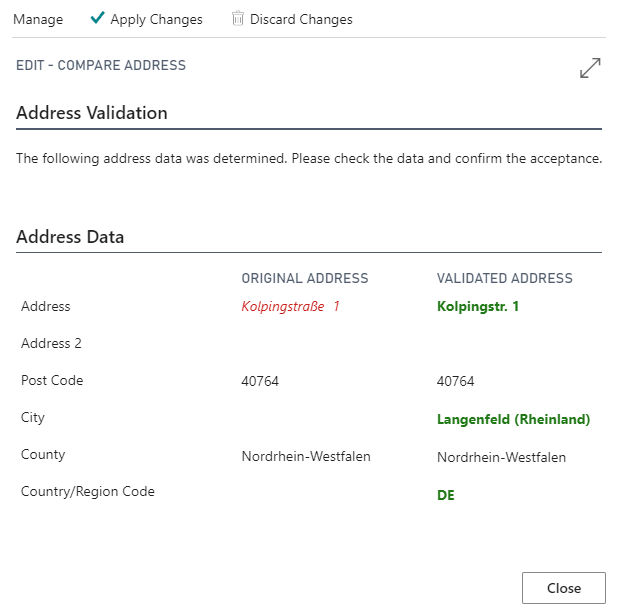 Manage Apply Changes Discard Changes
EDIT - COMPARE ADDRESS
Address Validation
The following address data was determined. Please check the data and confirm the acceptance.
Address Data
ORIGINAL ADDRESS VALIDATED ADDRESS
Address Kolpingstraße 1 Kolpingstr. 1
Address 2
Post Code 40764 40764
City Langenfeld (Rheinland)
County Nordrhein-Westfalen Nordrhein-Westfalen
Country/Region Code DE
Close